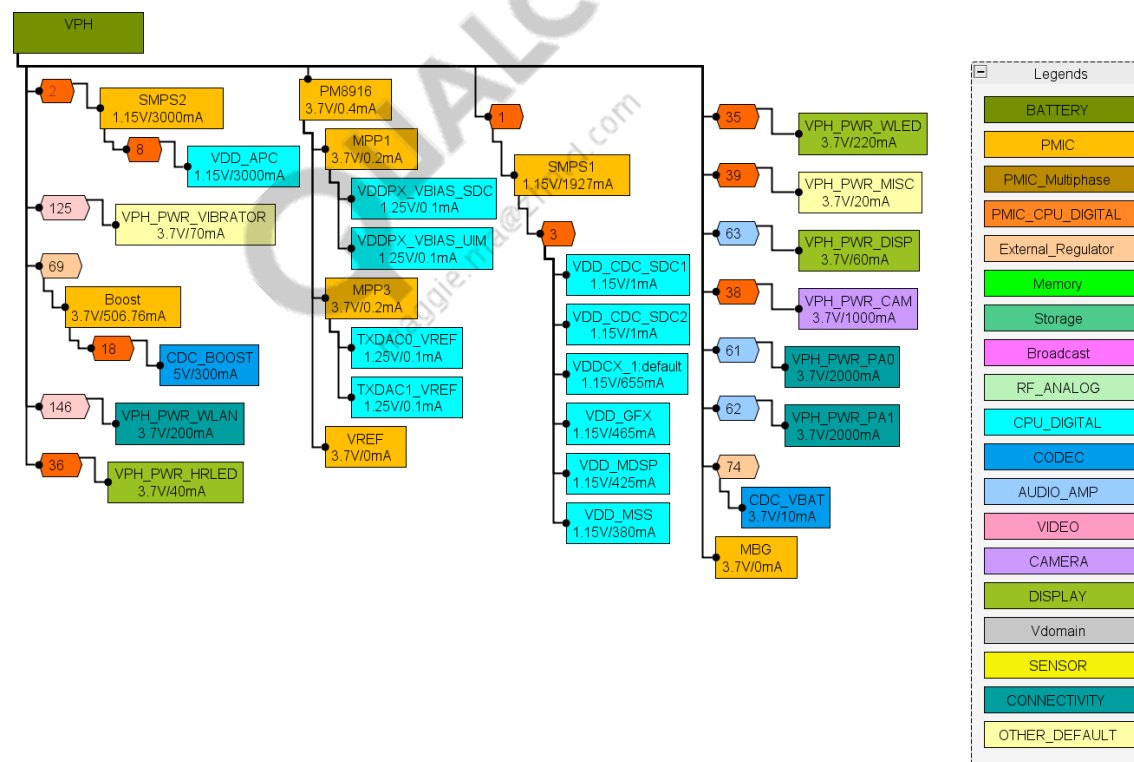 VPH
2
SMPS2
1.15V/3000mA
8
VDD_APC
1.15V/3000mA
125
VPH_PWR_VIBRATOR
3.7V/70mA
69
Boost
3.7V/506.76mA
18
CDC_BOOST
5V/300mA
146
VPH_PWR_WLAN
3.7V/200mA
36
VPH_PWR_HRLED
3.7V/40mA
PM8916
3.7V/0.4mA
MPP1
3.7V/0.2mA
VDDPX_VBIAS_SDC
1.25V/0.1mA
VDDPX_VBIAS_UIM
1.25V/0.1mA
MPP3
3.7V/0.2mA
TXDAC0_VREF
1.25V/0.1mA
TXDAC1_VREF
1.25V/0.1mA
VREF
3.7V/0mA
1
SMPS1
1.15V/1927mA
3
VDD_CDC_SDC1
1.15V/1mA
VDD_CDC_SDC2
1.15V/1mA
VDDCX_1:default
1.15V/655mA
VDD_GFX
1.15V/465mA
VDD_MDSP
1.15V/425mA
VDD_MSS
1.15V/380mA
35
VPH_PWR_WLED
3.7V/220mA
39
VPH_PWR_MISC
3.7V/20mA
63
VPH_PWR_DISP
3.7V/60mA
38
VPH_PWR_CAM
3.7V/1000mA
61
VPH_PWR_PA0
3.7V/2000mA
62
VPH_PWR_PA1
3.7V/2000mA
74
CDC_VBAT
3.7V/10mA
MBG
3.7V/0mA
Legends
BATTERY
PMIC
PMIC_Multiphase
PMIC_CPU_DIGITAL
External_Regulator
Memory
Storage
Broadcast
RF_ANALOG
CPU_DIGITAL
CODEC
AUDIO_AMP
VIDEO
CAMERA
DISPLAY
Vdomain
SENSOR
CONNECTIVITY
OTHER_DEFAULT
QUALC